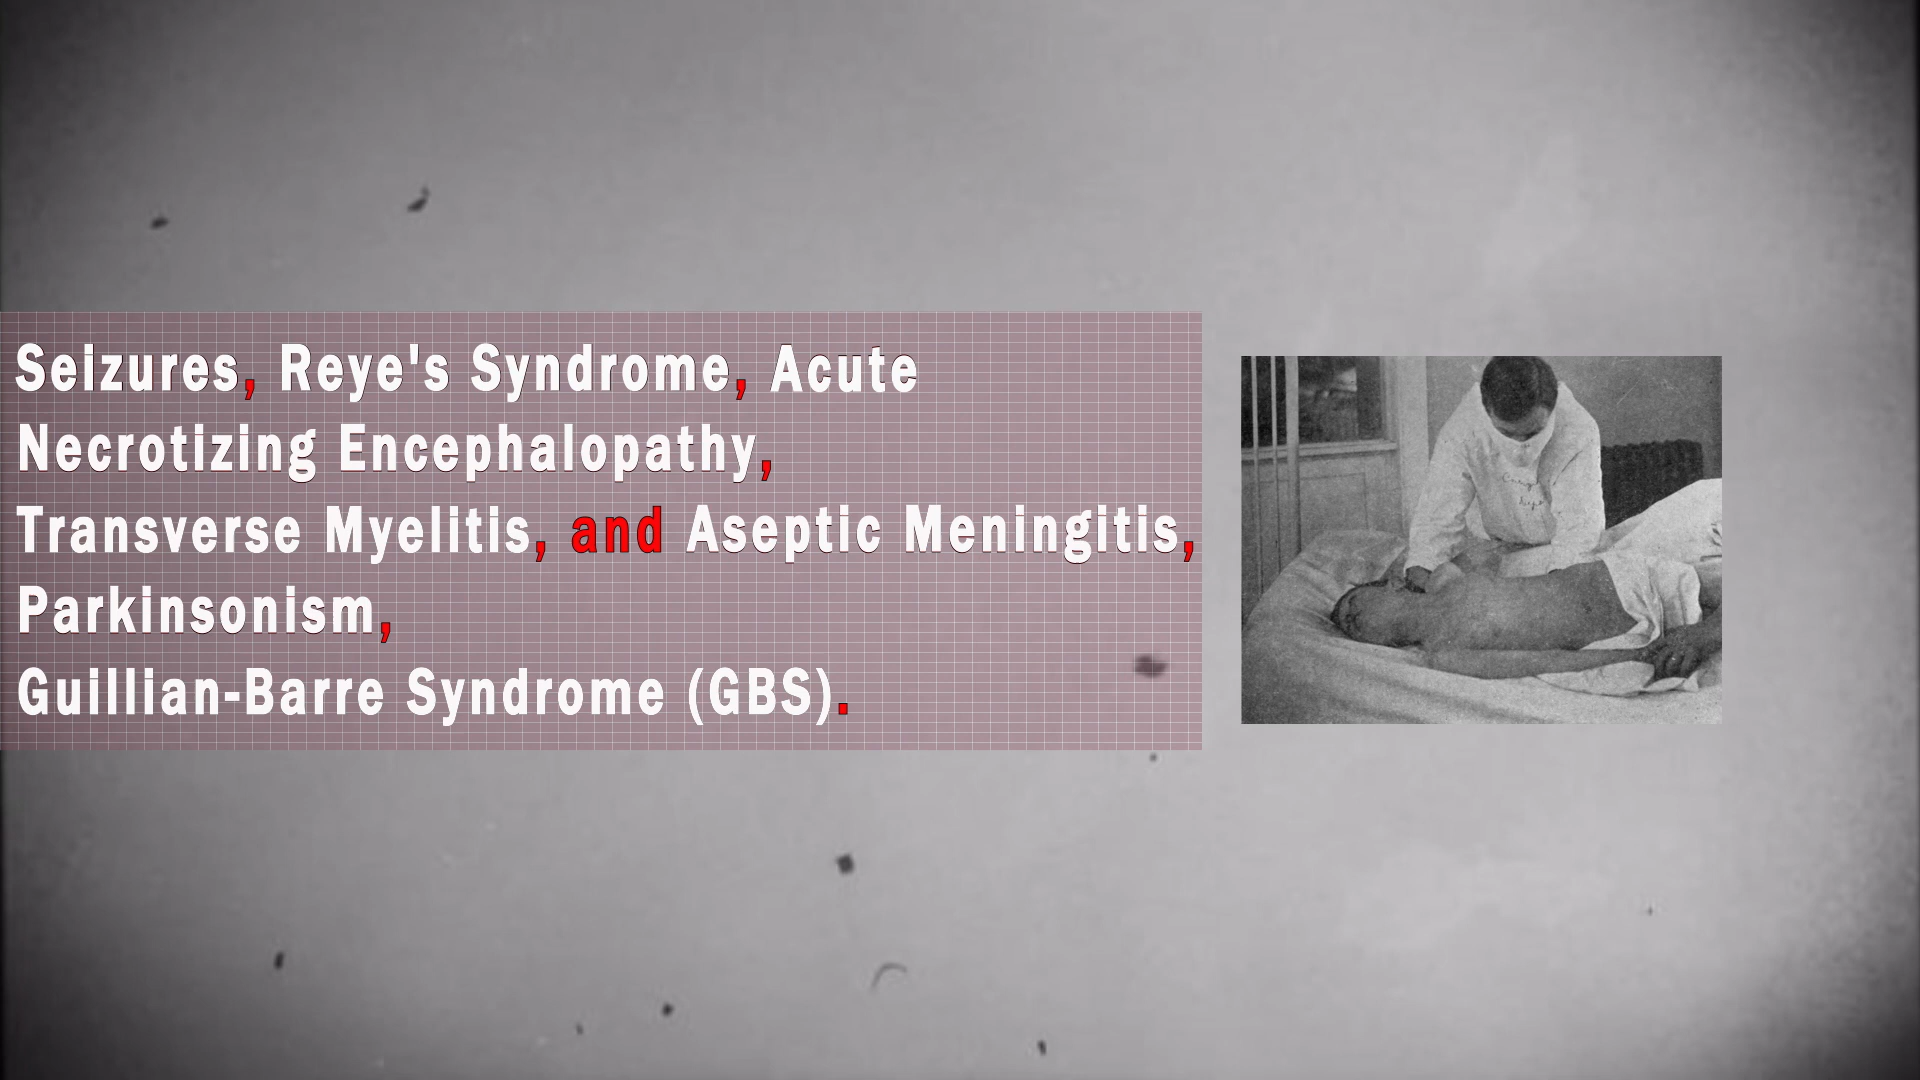 Seizures, Reye's Syndrome, Acute
Necrotizing Encephalopathy,
Transverse Myelitis, and Aseptic Meningitis,
Parkinsonism,
Guillian-Barre Syndrome (GBS).